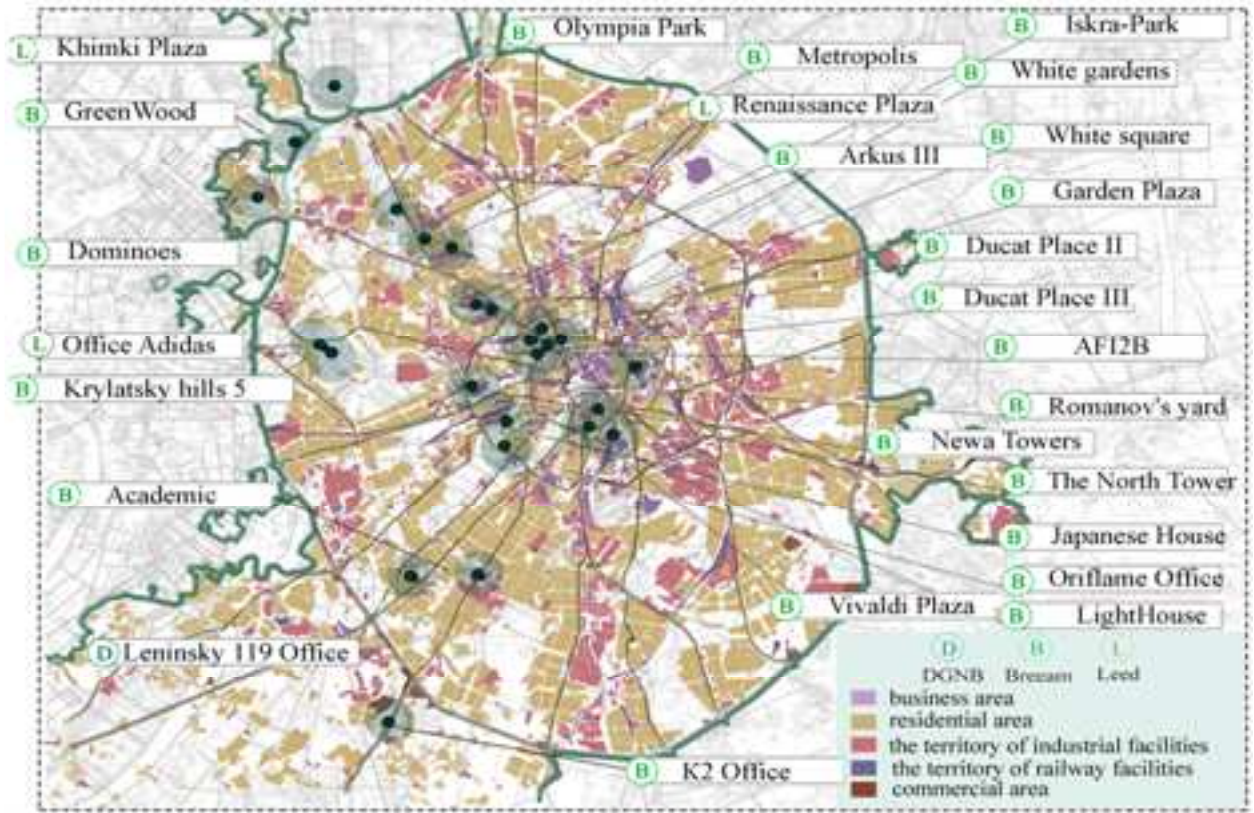 B Olympia Park
B Iskra-Park
L Khimki Plaza
B Metropolis
B White gardens
B GreenWood
L Renaissance Plaza
B White square
B Arkus III
B Garden Plaza
B Dominoes
B Ducat Place II
B Ducat Place III
L Office Adidas
B AFI2B
B Krylatsky hills 5
B Romanov's yard
B Newa Towers
B The North Tower
B Academic
B Japanese House
B Oriflame Office
B Vivaldi Plaza
B LightHouse
D Leninsky 119 Office
D B L
DGNB Breeam Leed
business area
residential area
the territory of industrial facilities
the territory of railway facilities
commercial area
B K2 Office